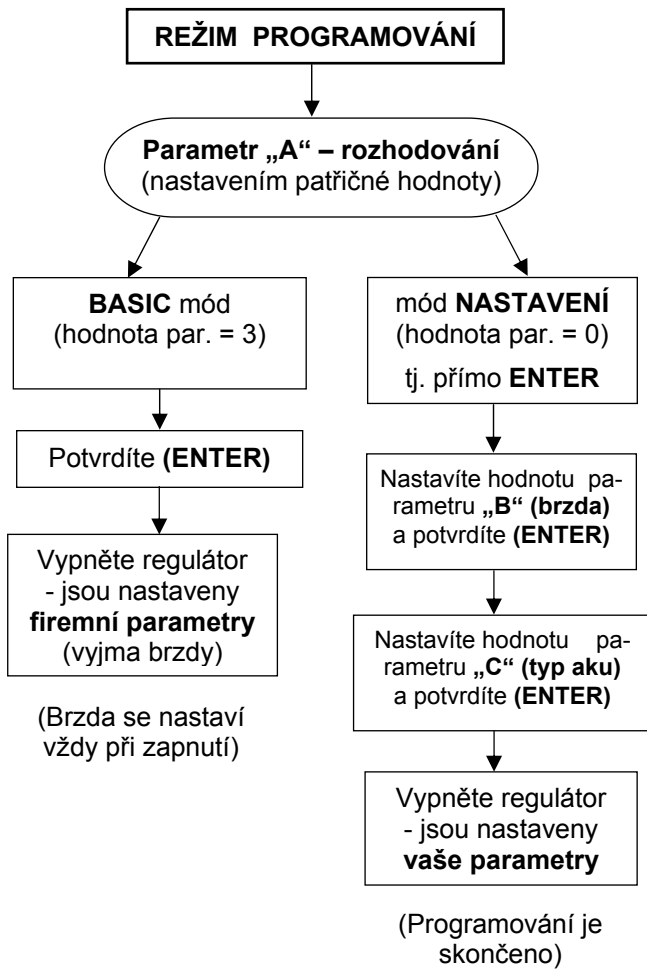 REŽIM PROGRAMOVÁNÍ
Parametr „A“ – rozhodování
(nastavením patřičné hodnoty)
BASIC mód
(hodnota par. = 3)
Potvrdíte (ENTER)
Vypněte regulátor
- jsou nastaveny
firemní parametry
(vyjma brzdy)
(Brzda se nastaví
vždy při zapnutí)
mód NASTAVENÍ
(hodnota par. = 0)
tj. přímo ENTER
Nastavíte hodnotu pa-
rametru „B“ (brzda)
a potvrdíte (ENTER)
Nastavíte hodnotu pa-
rametru „C“ (typ aku)
a potvrdíte (ENTER)
Vypněte regulátor
- jsou nastaveny
vaše parametry
(Programování je
skončeno)